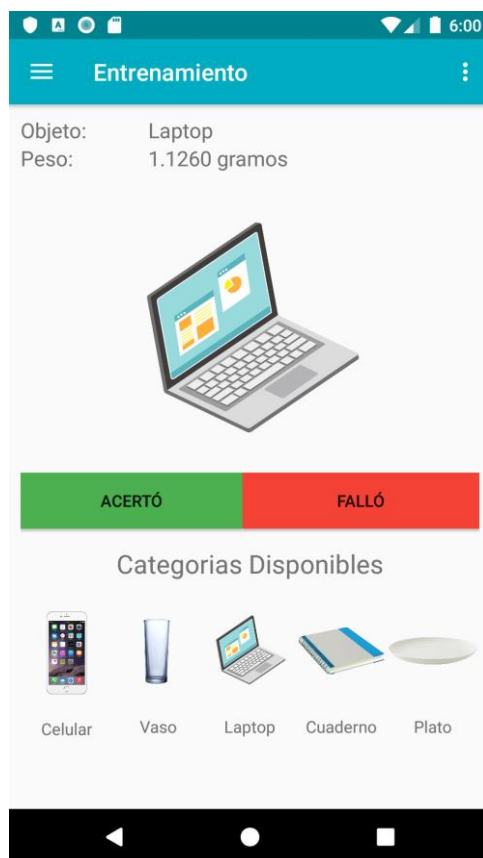 6:00
Entrenamiento
Objeto: Laptop
Peso: 1.1260 gramos
ACERTÓ FALLÓ
Categorias Disponibles
Celular Vaso Laptop Cuaderno Plato